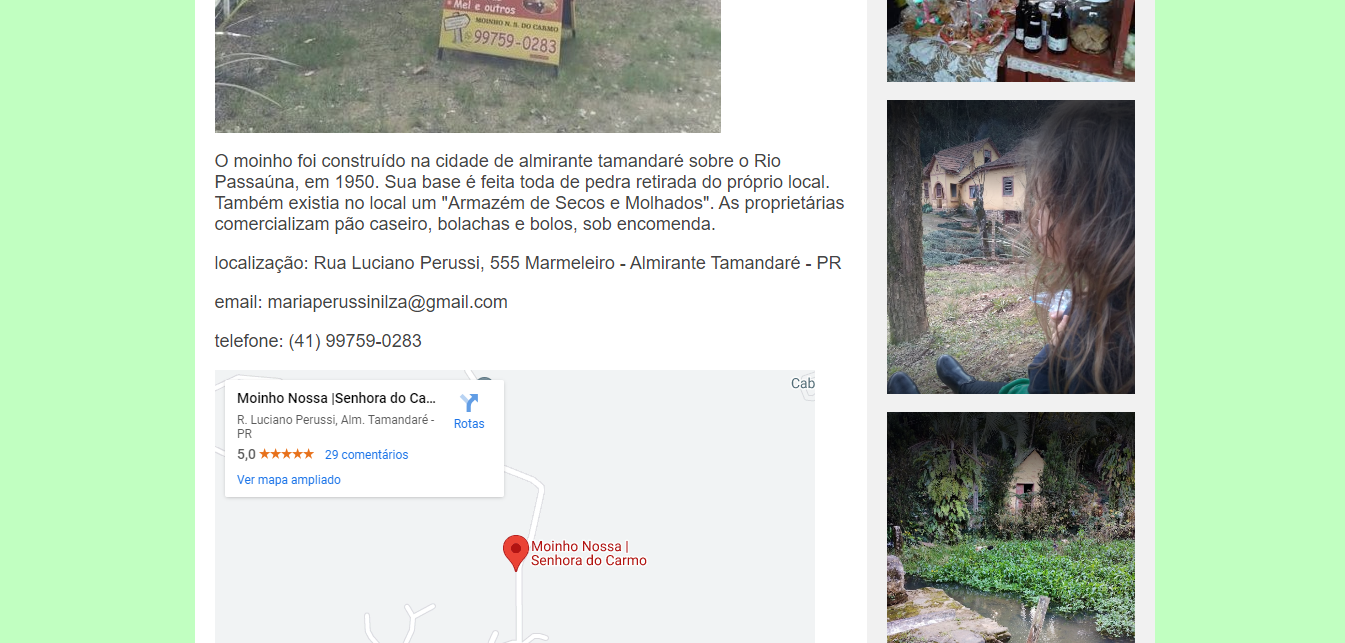 * Mel e outros
MOINHO N. S. DO CARMO
99759-0283
O moinho foi construído na cidade de almirante tamandaré sobre o Rio
Passaúna, em 1950. Sua base é feita toda de pedra retirada do próprio local.
Também existia no local um "Armazém de Secos e Molhados". As proprietárias
comercializam pão caseiro, bolachas e bolos, sob encomenda.
localização: Rua Luciano Perussi, 555 Marmeleiro - Almirante Tamandaré - PR
email: mariaperussinilza@gmail.com
telefone: (41) 99759-0283
Cab
Moinho Nossa |Senhora do Ca...
Rotas
R. Luciano Perussi, Alm. Tamandaré -
PR
5,0 ★★★★★ 29 comentários
Ver mapa ampliado
Moinho Nossa |
Senhora do Carmo